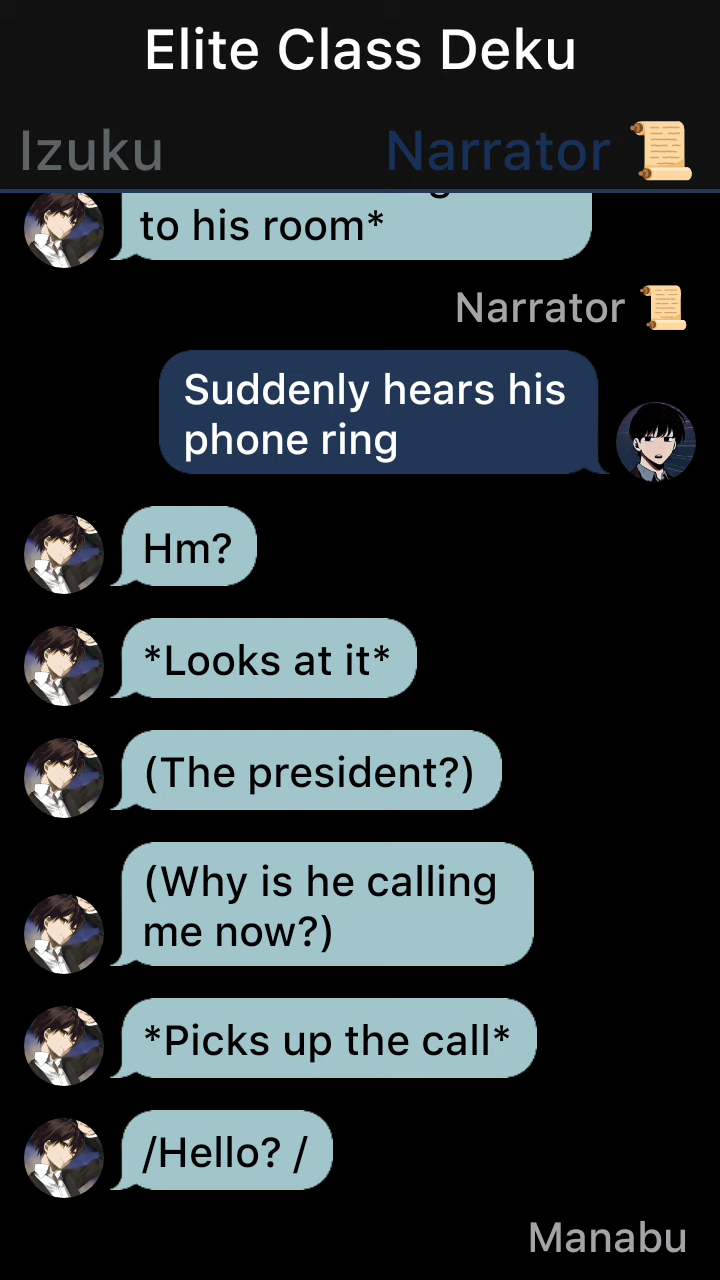 Elite Class Deku
Izuku
Narrator 📜
to his room*
Narrator 📜
Suddenly hears his
phone ring
Hm?
*Looks at it*
(The president?)
(Why is he calling
me now?)
*Picks up the call*
/Hello? /
Manabu